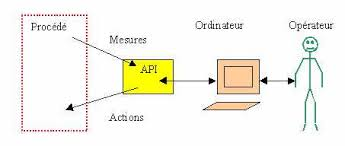 Procédé
Ordinateur
Opérateur
Mesures
API
Actions